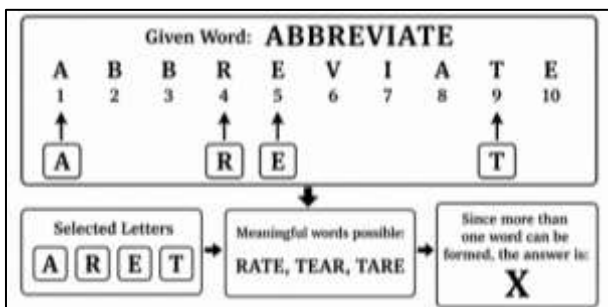 Given Word: ABBREVIATE
A B B R E V I A T E
1 2 3 4 5 6 7 8 9 10
A R E T
Selected Letters
A R E T
Meaningful words possible:
RATE, TEAR, TARE
Since more than
one word can be
formed, the answer is:
X